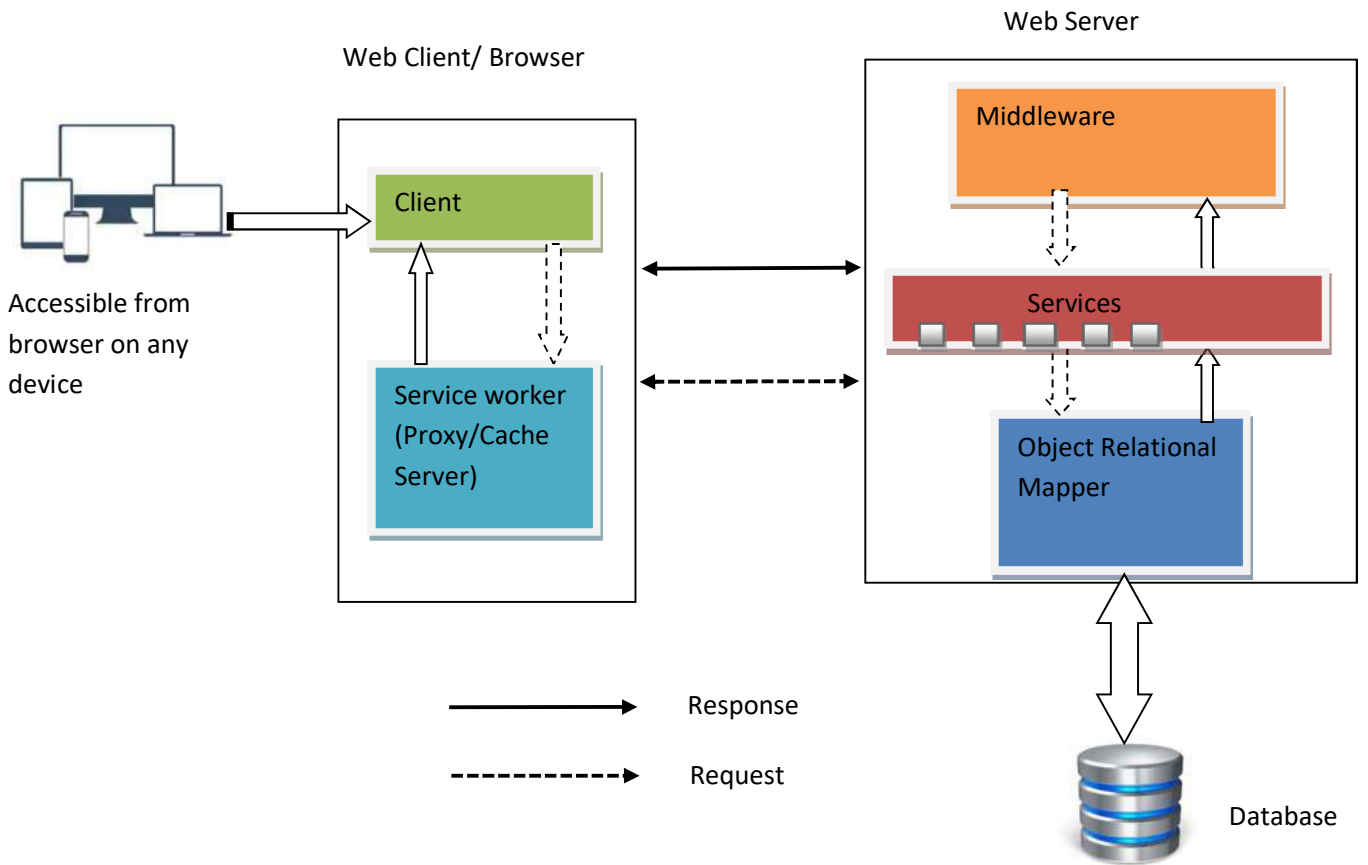 Web Server
Web Client/ Browser
Middleware
Client
Accessible from
browser on any
device
Services
Service worker
(Proxy/Cache
Server)
Object Relational
Mapper
Response
Request
Database